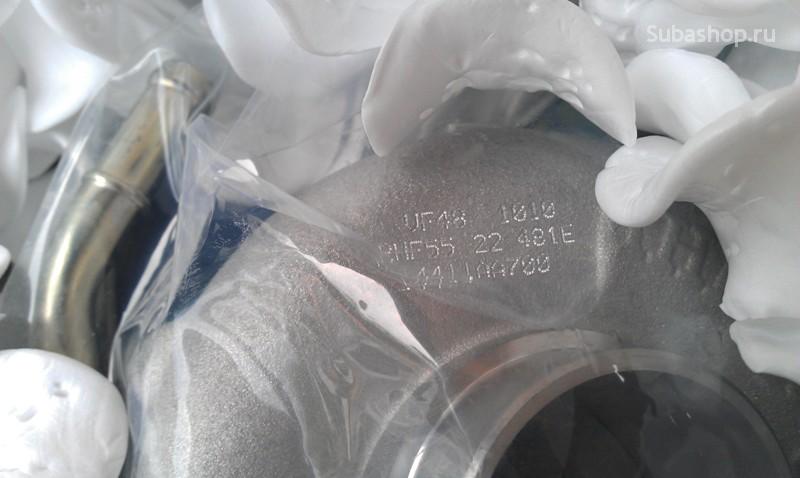 Subashop.ru
VF48 1010
RHF55 22 481E
14411AA700